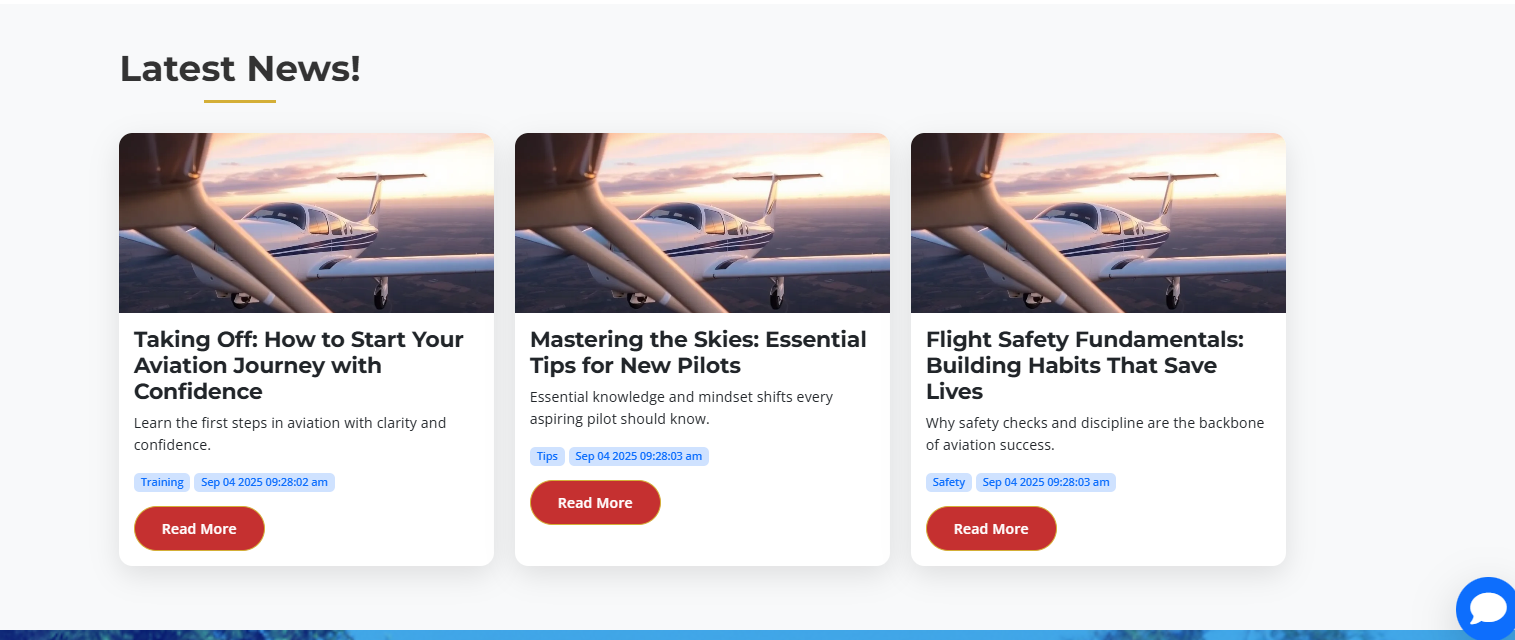 Latest News!
Taking Off: How to Start Your
Aviation Journey with
Confidence
Learn the first steps in aviation with clarity and
confidence.
Training Sep 04 2025 09:28:02 am
Read More
Mastering the Skies: Essential
Tips for New Pilots
Essential knowledge and mindset shifts every
aspiring pilot should know.
Tips Sep 04 2025 09:28:03 am
Read More
Flight Safety Fundamentals:
Building Habits That Save
Lives
Why safety checks and discipline are the backbone
of aviation success.
Safety Sep 04 2025 09:28:03 am
Read More